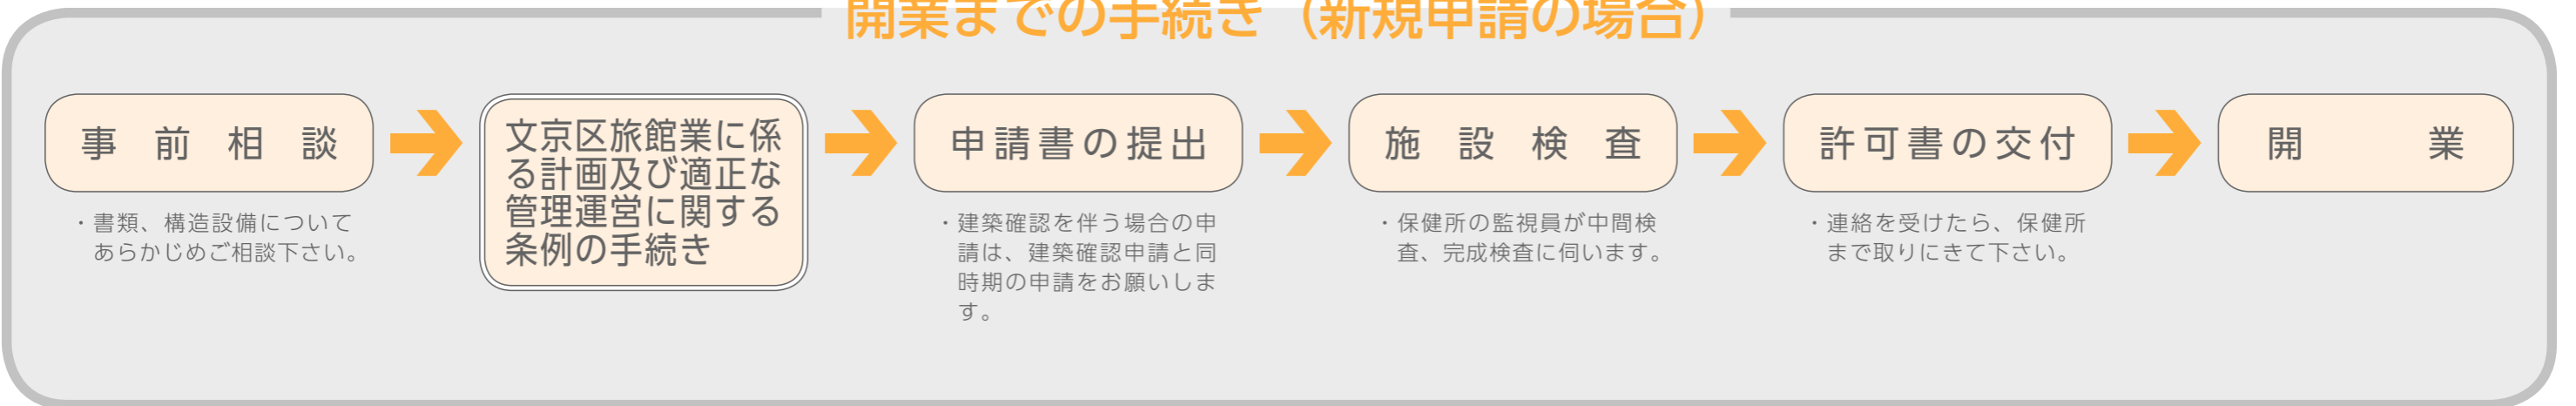 開業までの手続き（新規申請の場合）
事前相談
・書類、構造設備について
あらかじめご相談下さい。
文京区旅館業に係
る計画及び適正な
管理運営に関する
条例の手続き
申請書の提出
・建築確認を伴う場合の申
請は、建築確認申請と同
時期の申請をお願いしま
す。
施設検査
・保健所の監視員が中間検
査、完成検査に伺います。
許可書の交付
・連絡を受けたら、保健所
まで取りにきて下さい。
開業